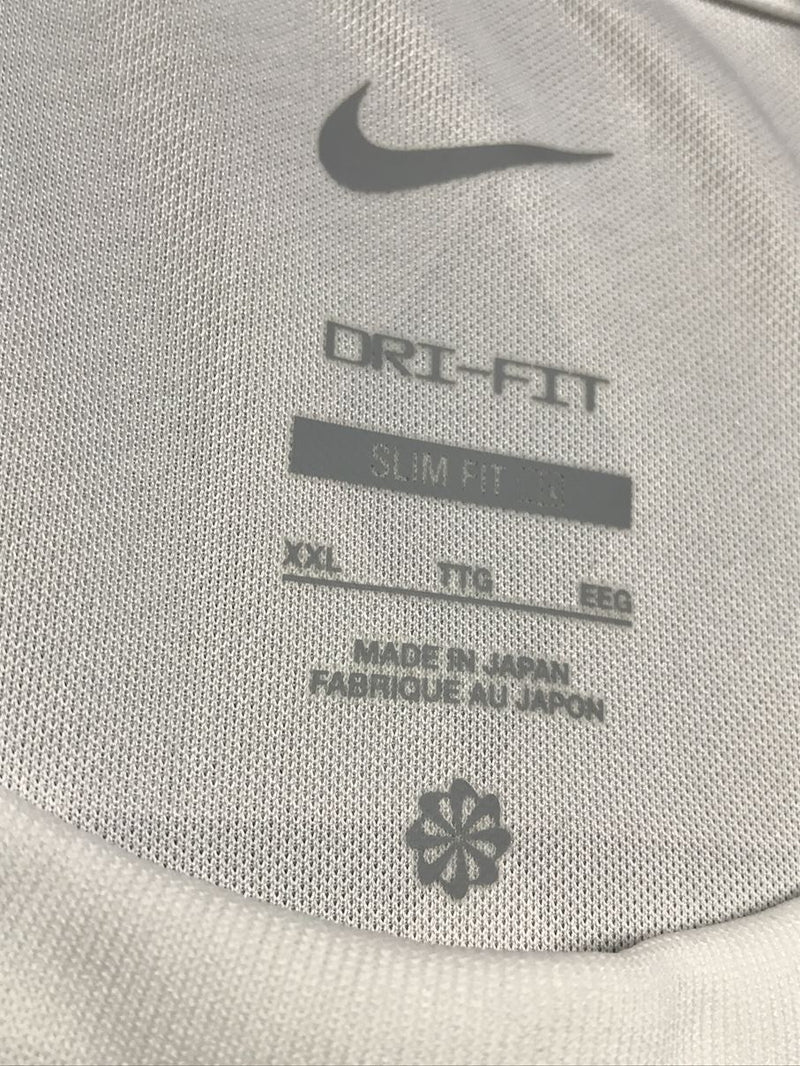 DRI-FIT
SLIM FIT
XXL TTG EEG
MADE IN JAPAN
FABRIQUE AU JAPON